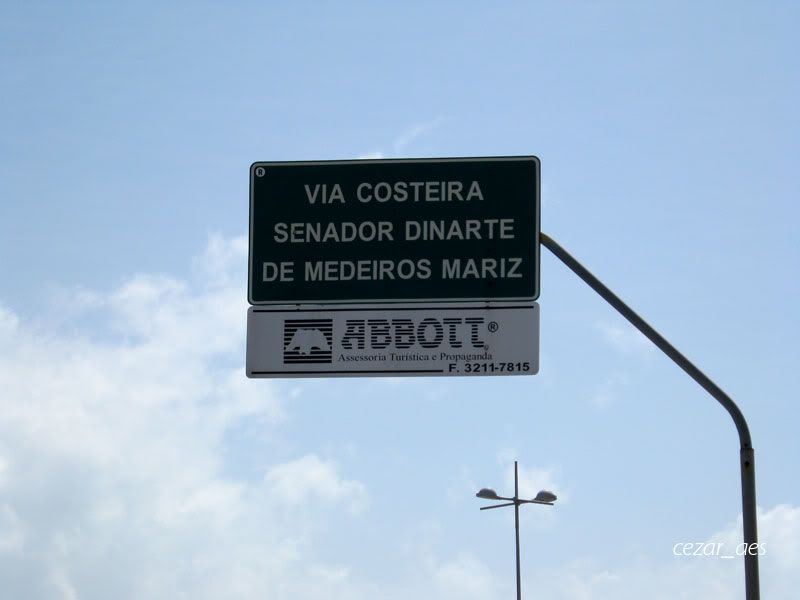 ®
VIA COSTEIRA
SENADOR DINARTE
DE MEDEIROS MARIZ
ABBOTT®
Assessoria Turística e Propaganda
F. 3211-7815
cezar_aes